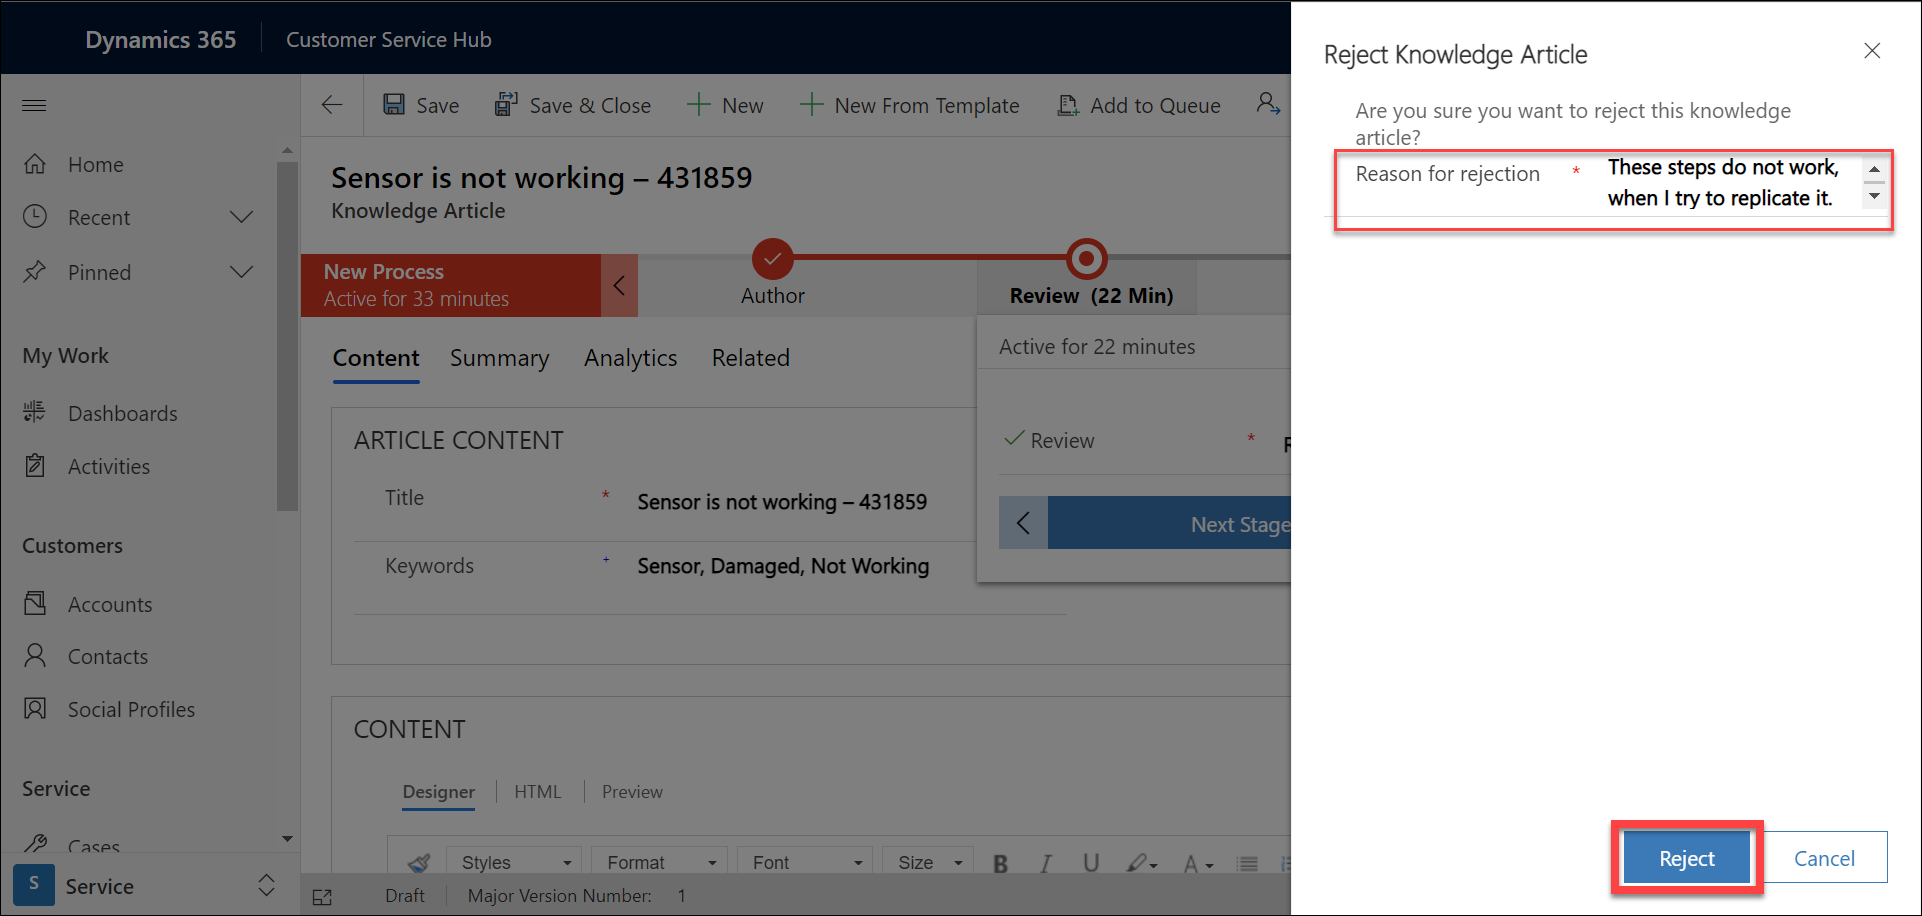 Dynamics 365
Customer Service Hub
Save
Save & Close
New
New From Template
Add to Queue
Home
Recent
Pinned
My Work
Dashboards
Activities
Customers
Accounts
Contacts
Social Profiles
Service
Cases
S
Service
Sensor is not working – 431859
Knowledge Article
New Process
Active for 33 minutes
Author
Review (22 Min)
Content
Summary
Analytics
Related
Active for 22 minutes
Review *
Next Stage
ARTICLE CONTENT
Title * Sensor is not working – 431859
Keywords + Sensor, Damaged, Not Working
CONTENT
Designer
HTML
Preview
Styles
Format
Font
Size
B I U A
Draft
Major Version Number: 1
Reject Knowledge Article
Are you sure you want to reject this knowledge
article?
Reason for rejection *
These steps do not work,
when I try to replicate it.
Reject
Cancel